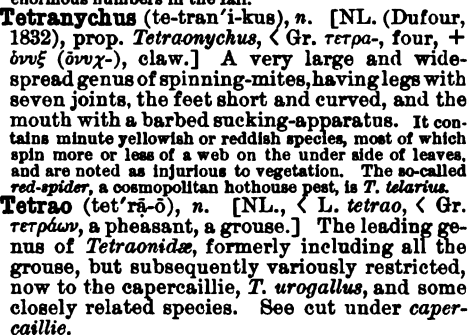 enormous numbers in the fall.
Tetranychus (te-tran'i-kus), n. [NL. (Dufour,
1832), prop. Tetraonychus, < Gr. τετρα-, four, +
ὄνυξ (ὀνυχ-), claw.] A very large and wide-
spread genus of spinning-mites, having legs with
seven joints, the feet short and curved, and the
mouth with a barbed sucking-apparatus. It con-
tains minute yellowish or reddish species, most of which
spin more or less of a web on the under side of leaves,
and are noted as injurious to vegetation. The so-called
red-spider, a cosmopolitan hothouse pest, is T. telarius.
Tetrao (tet'rā̤-ō), n. [NL., < L. tetrao, < Gr.
τετράων, a pheasant, a grouse.] The leading ge-
nus of Tetraonidæ, formerly including all the
grouse, but subsequently variously restricted,
now to the capercaillie, T. urogallus, and some
closely related species. See cut under caper-
caillie.